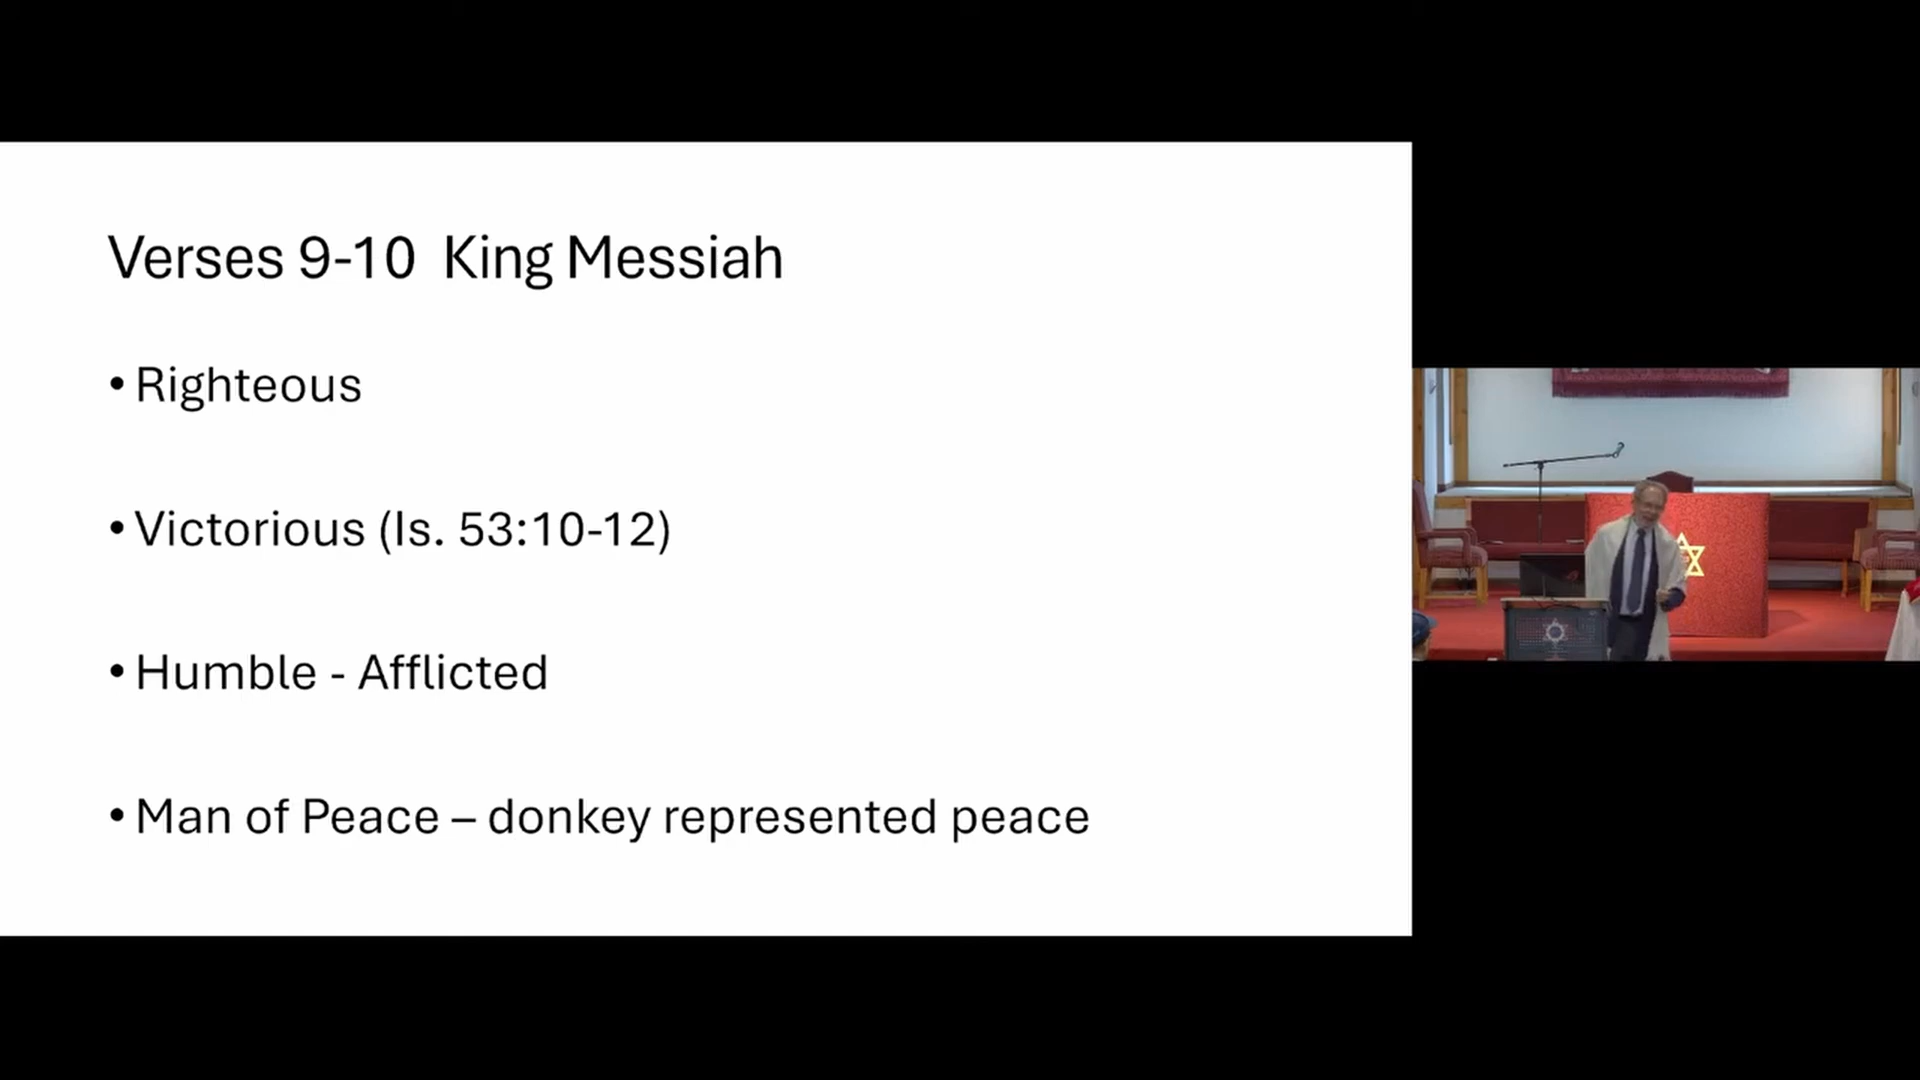 Verses 9-10  King Messiah
• Righteous
• Victorious (Is. 53:10-12)
• Humble - Afflicted
• Man of Peace – donkey represented peace